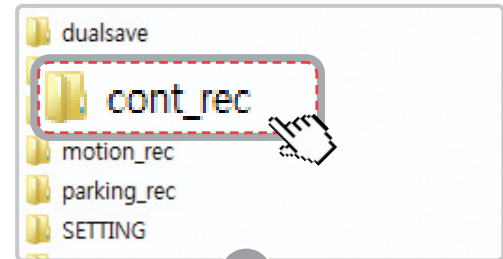 dualsave
cont_rec
motion_rec
parking_rec
SETTING